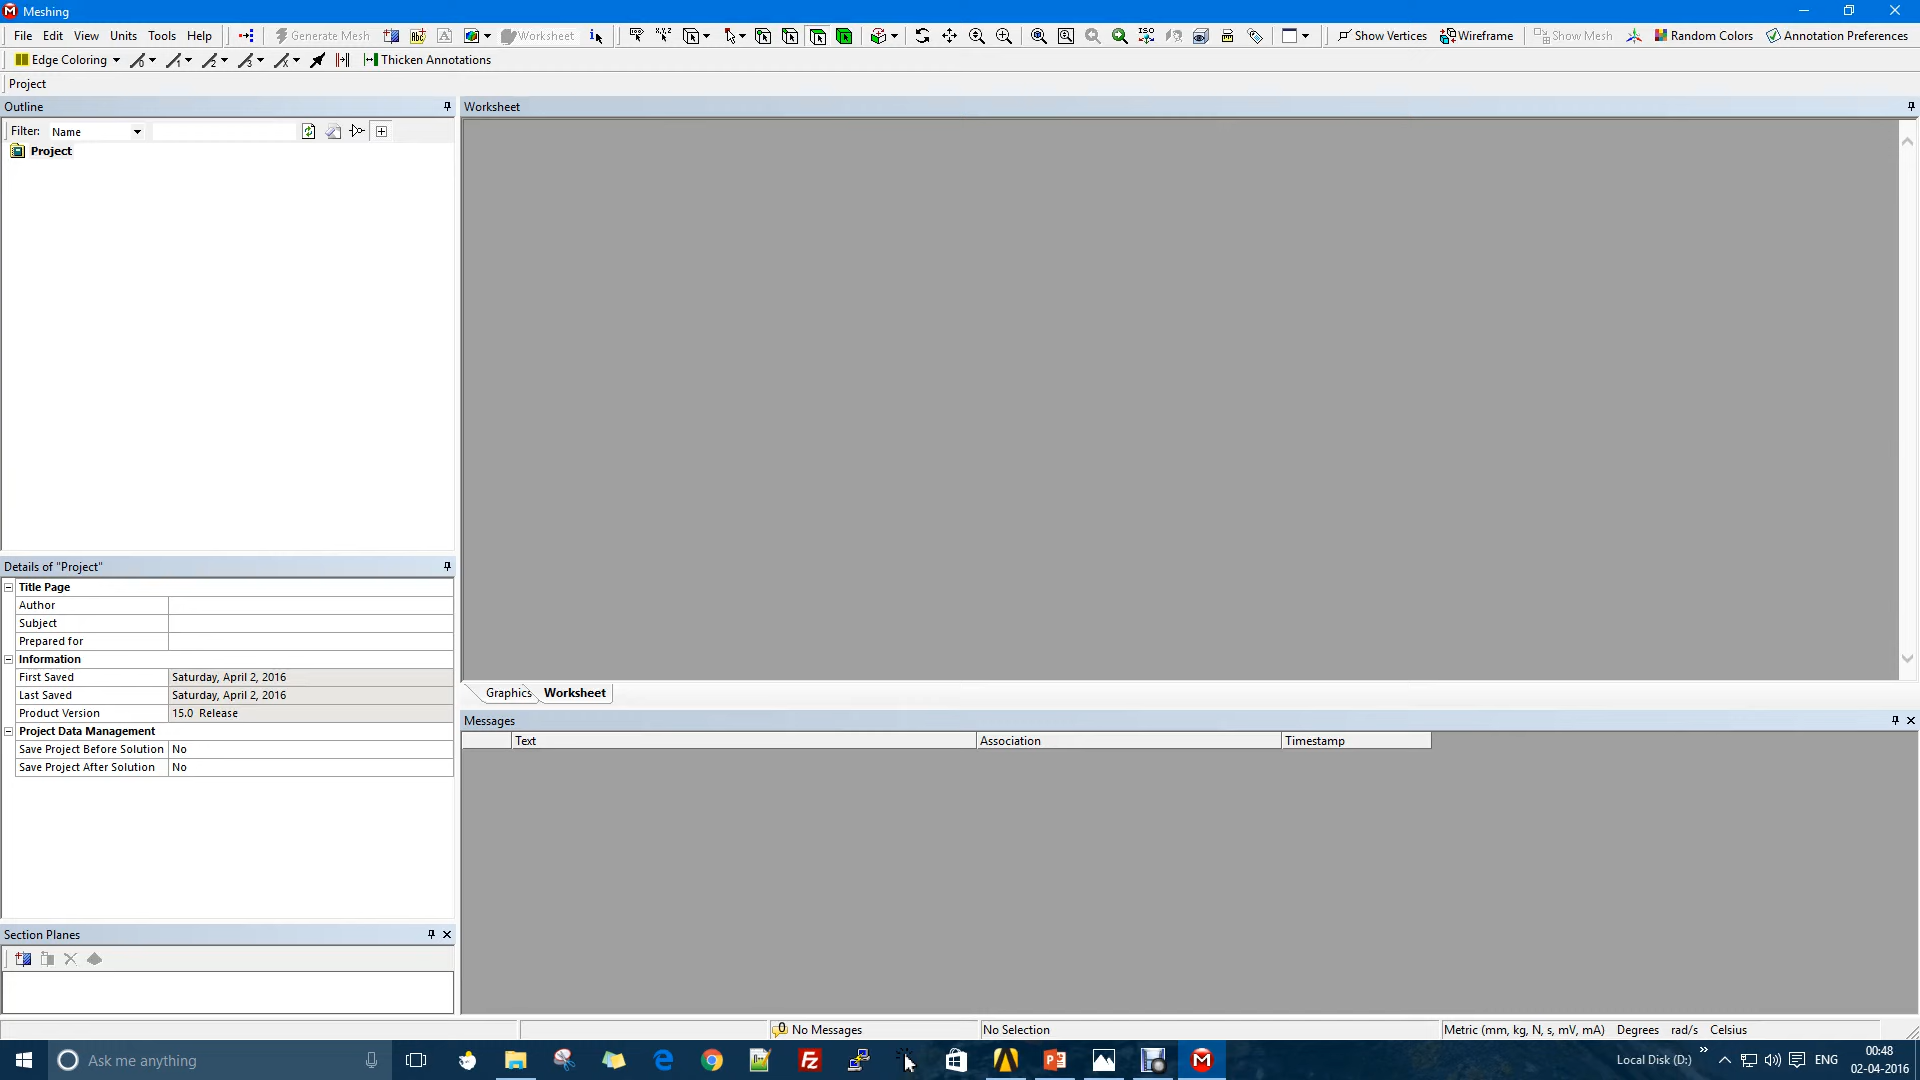 Meshing
File Edit View Units Tools Help Generate Mesh Worksheet Show Vertices Wireframe Show Mesh Random Colors Annotation Preferences
Edge Coloring Thicken Annotations
Project
Outline
Worksheet
Filter: Name
Project
Details of "Project"
Title Page
Author
Subject
Prepared for
Information
First Saved Saturday, April 2, 2016
Last Saved Saturday, April 2, 2016
Product Version 15.0 Release
Project Data Management
Save Project Before Solution No
Save Project After Solution No
Graphics Worksheet
Messages
Text Association Timestamp
Section Planes
No Messages No Selection Metric (mm, kg, N, s, mV, mA) Degrees rad/s Celsius
Ask me anything
Local Disk (D:) ENG
00:48
02-04-2016